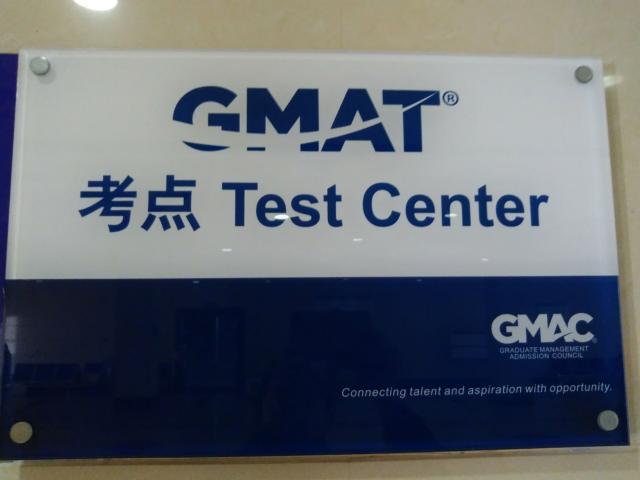 GMAT®
考点 Test Center
GMAC®
GRADUATE MANAGEMENT
ADMISSION COUNCIL
Connecting talent and aspiration with opportunity.